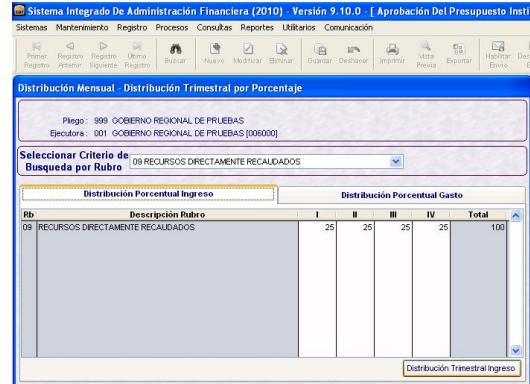 Sistema Integrado De Administración Financiera (2010) - Versión 9.10.0 - [ Aprobación Del Presupuesto Insti
Sistemas Mantenimiento Registro Procesos Consultas Reportes Utilitarios Comunicación
Primer Registro Registro Anterior Registro Siguiente Último Registro Buscar Nuevo Modificar Eliminar Guardar Deshacer Imprimir Vista Previa Exportar Habilitar Envio
Distribución Mensual - Distribución Trimestral por Porcentaje
Pliego : 999 GOBIERNO REGIONAL DE PRUEBAS
Ejecutora : 001 GOBIERNO REGIONAL DE PRUEBAS [006000]
Seleccionar Criterio de Busqueda por Rubro 09 RECURSOS DIRECTAMENTE RECAUDADOS
Distribución Porcentual Ingreso Distribución Porcentual Gasto
Rb Descripción Rubro I II III IV Total
09 RECURSOS DIRECTAMENTE RECAUDADOS 25 25 25 25 100
Distribución Trimestral Ingreso